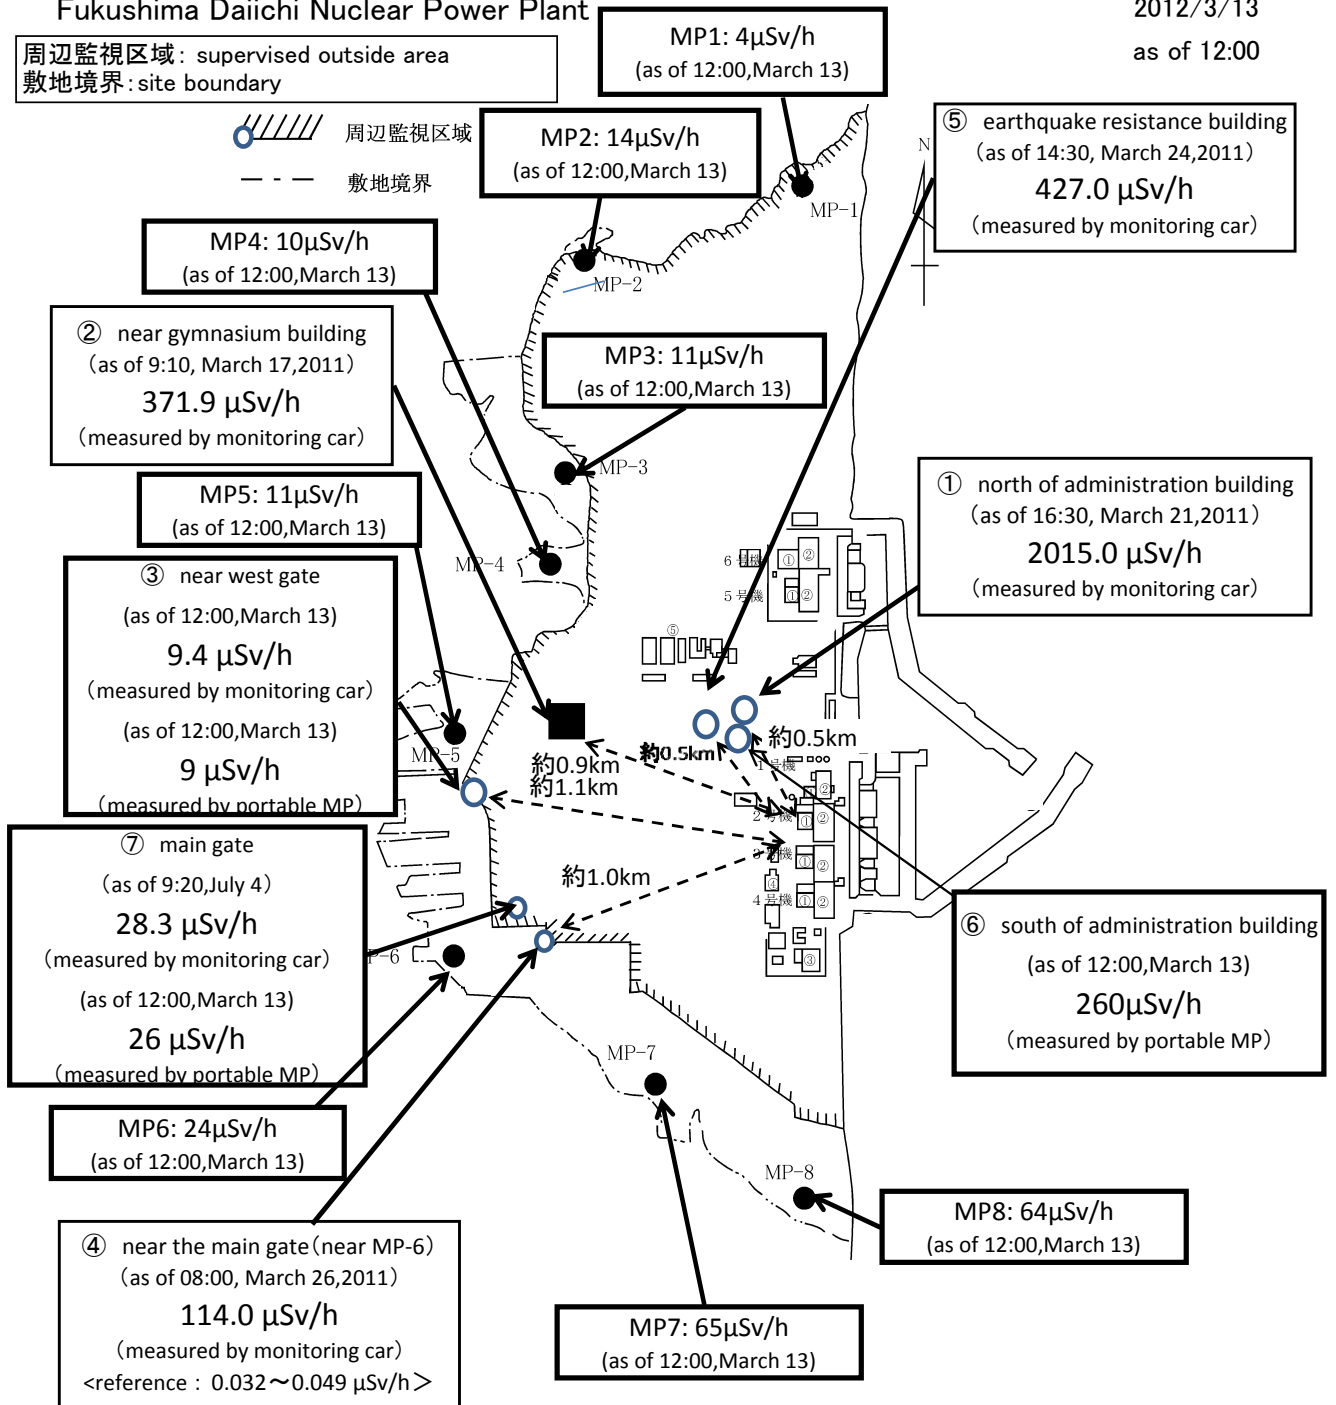 Fukushima Daiichi Nuclear Power Plant
2012/3/13
as of 12:00
周辺監視区域: supervised outside area
敷地境界:site boundary
周辺監視区域
敷地境界
MP1: 4μSv/h
(as of 12:00,March 13)
MP2: 14μSv/h
(as of 12:00,March 13)
⑤ earthquake resistance building
(as of 14:30, March 24,2011)
427.0 μSv/h
(measured by monitoring car)
N
MP-1
MP4: 10μSv/h
(as of 12:00,March 13)
MP-2
② near gymnasium building
(as of 9:10, March 17,2011)
371.9 μSv/h
(measured by monitoring car)
MP3: 11μSv/h
(as of 12:00,March 13)
MP-3
MP5: 11μSv/h
(as of 12:00,March 13)
① north of administration building
(as of 16:30, March 21,2011)
2015.0 μSv/h
(measured by monitoring car)
MP-4
③ near west gate
(as of 12:00,March 13)
9.4 μSv/h
(measured by monitoring car)
(as of 12:00,March 13)
9 μSv/h
(measured by portable MP)
6号機
①
②
5号機
①
②
⑤
MP-5
約0.9km
約1.1km
約0.5km
約0.5km
1号機
②
2号機
①
②
3号機
①
②
④
4号機
①
②
③
約1.0km
⑦ main gate
(as of 9:20,July 4)
28.3 μSv/h
(measured by monitoring car)
(as of 12:00,March 13)
26 μSv/h
(measured by portable MP)
P-6
⑥ south of administration building
(as of 12:00,March 13)
260μSv/h
(measured by portable MP)
MP-7
MP6: 24μSv/h
(as of 12:00,March 13)
MP-8
MP8: 64μSv/h
(as of 12:00,March 13)
④ near the main gate(near MP-6)
(as of 08:00, March 26,2011)
114.0 μSv/h
(measured by monitoring car)
<reference : 0.032～0.049 μSv/h＞
MP7: 65μSv/h
(as of 12:00,March 13)